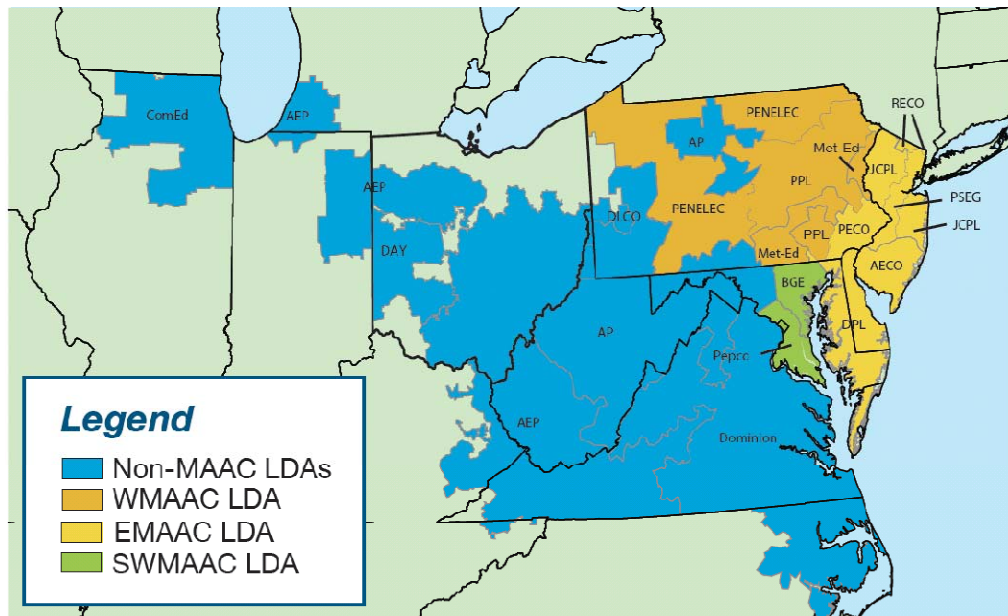 RECO
ComEd
AEP
PENELEC
AP
Met-Ed
JCPL
AEP
PPL
PSEG
DLCO
PENELEC
PPL
PECO
JCPL
DAY
Met-Ed
AECO
BGE
DPL
AP
Pepco
AEP
Dominion
Legend
Non-MAAC LDAs
WMAAC LDA
EMAAC LDA
SWMAAC LDA